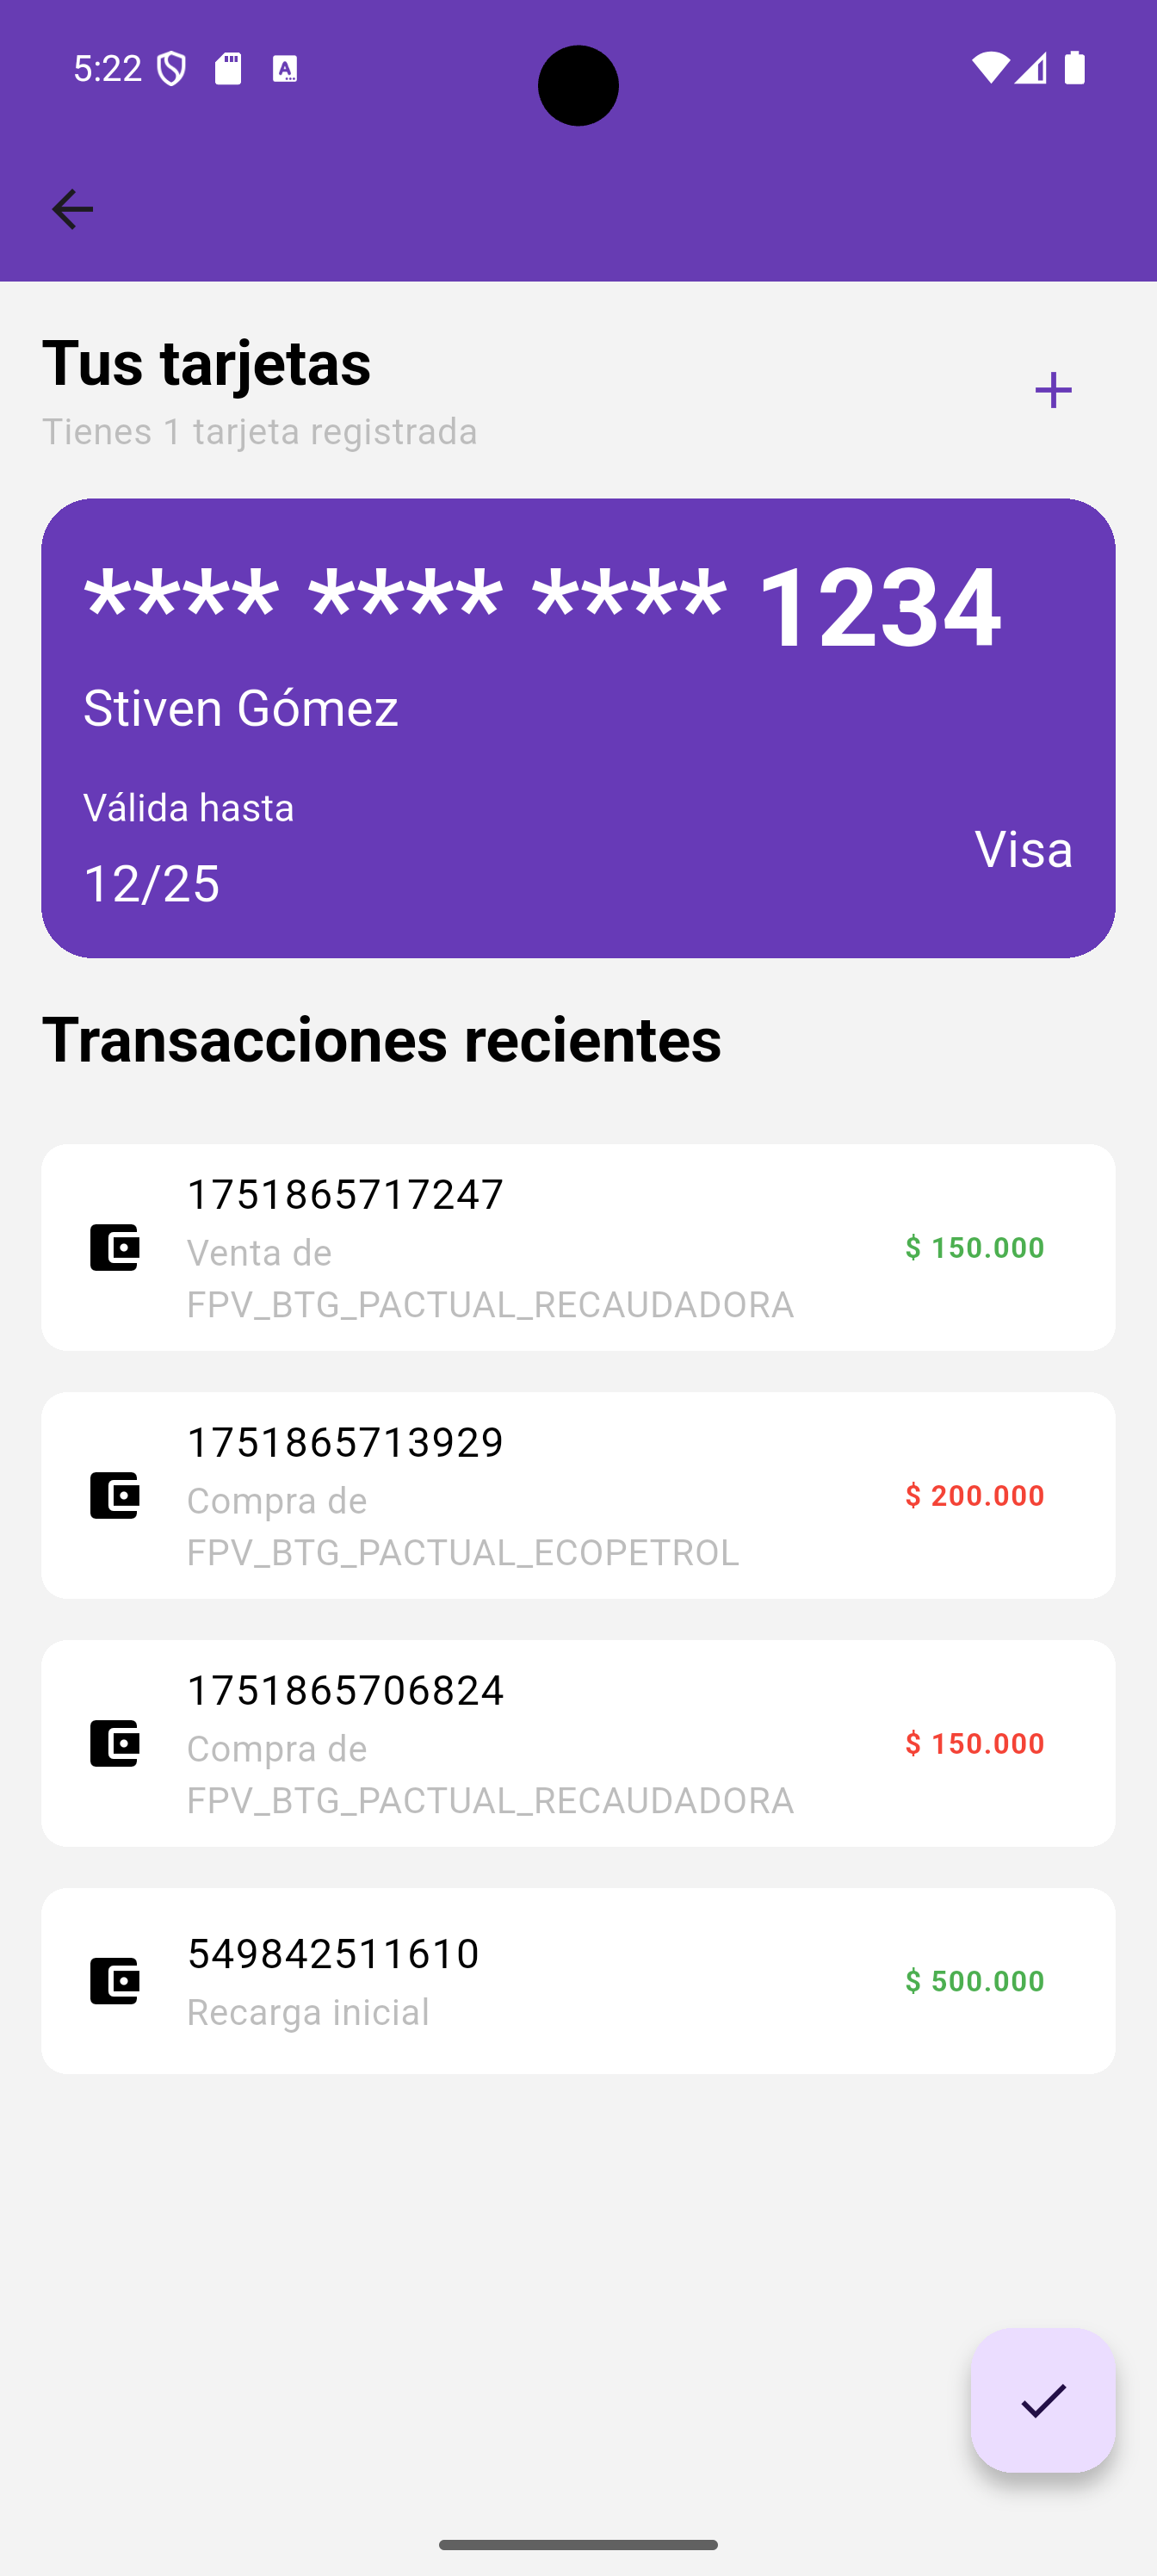 5:22
Tus tarjetas
Tienes 1 tarjeta registrada
**** **** **** 1234
Stiven Gómez
Válida hasta
12/25
Visa
Transacciones recientes
1751865717247
Venta de
FPV_BTG_PACTUAL_RECAUDADORA
$ 150.000
1751865713929
Compra de
FPV_BTG_PACTUAL_ECOPETROL
$ 200.000
1751865706824
Compra de
FPV_BTG_PACTUAL_RECAUDADORA
$ 150.000
549842511610
Recarga inicial
$ 500.000